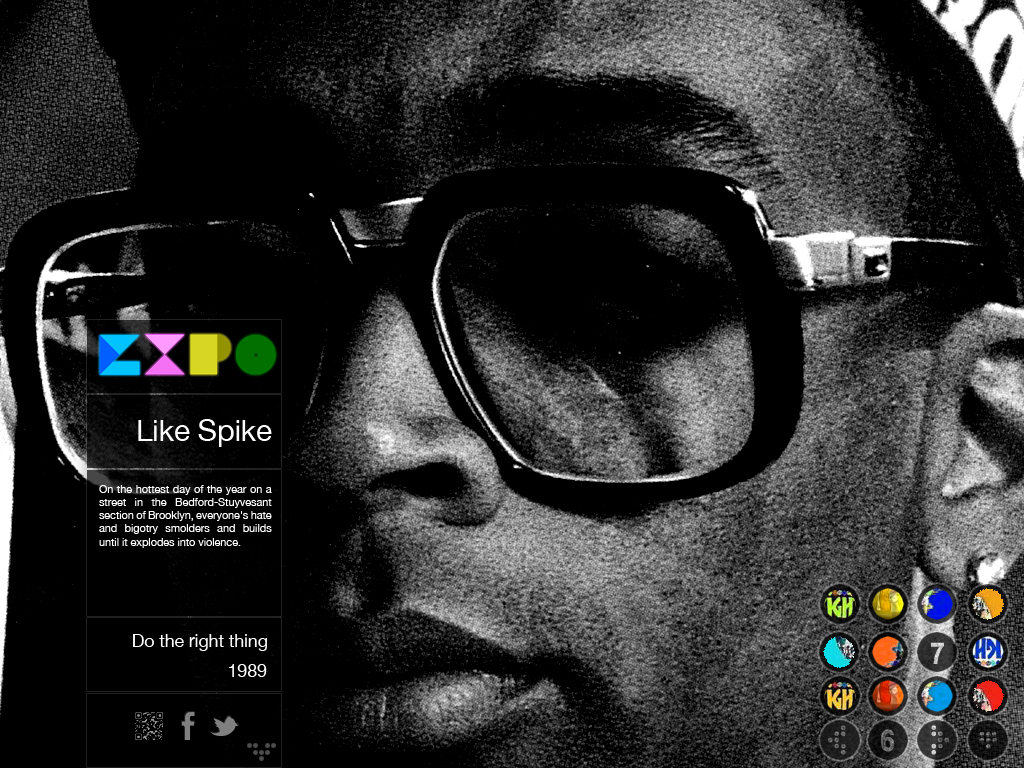 EXPO
Like Spike
On the hottest day of the year on a
street in the Bedford-Stuyvesant
section of Brooklyn, everyone's hate
and bigotry smolders and builds
until it explodes into violence.
Do the right thing
1989
f
KH
7
KH
6